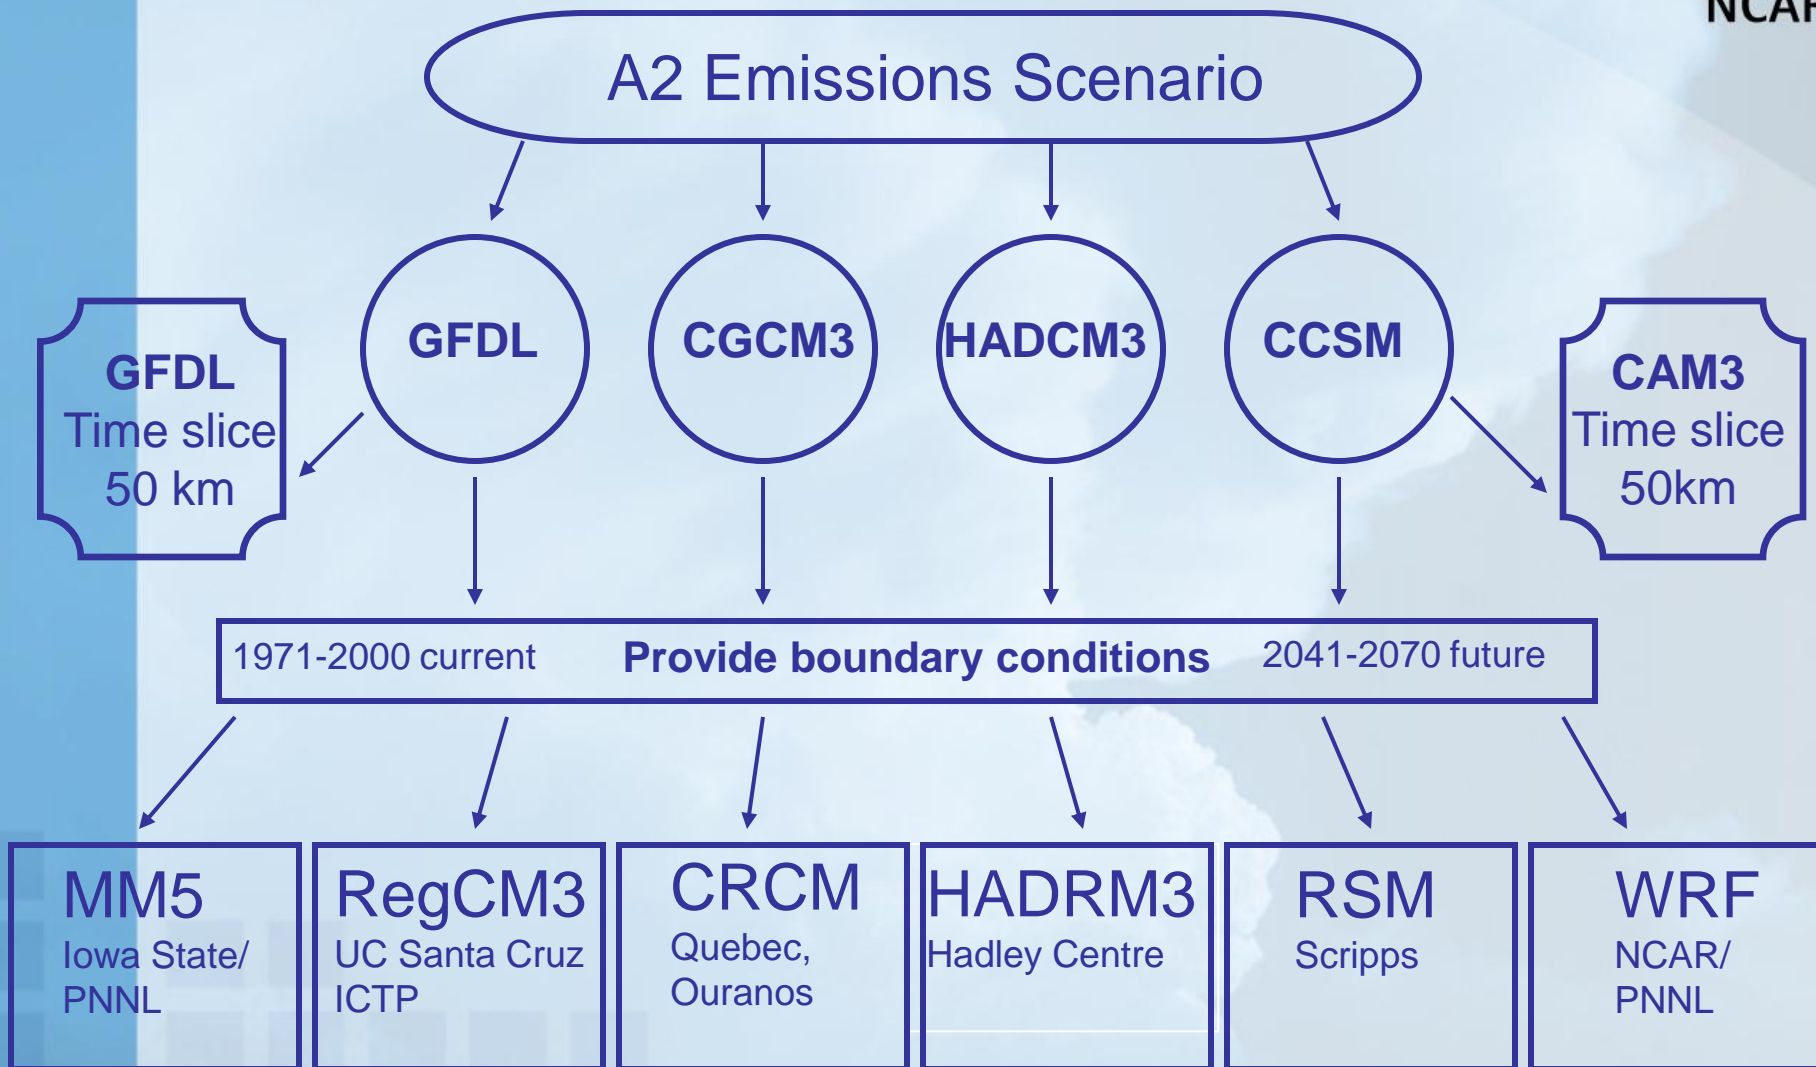 NCAR
A2 Emissions Scenario
GFDL
CGCM3
HADCM3
CCSM
GFDL
Time slice
50 km
CAM3
Time slice
50km
1971-2000 current
Provide boundary conditions
2041-2070 future
MM5
Iowa State/
PNNL
RegCM3
UC Santa Cruz
ICTP
CRCM
Quebec,
Ouranos
HADRM3
Hadley Centre
RSM
Scripps
WRF
NCAR/
PNNL